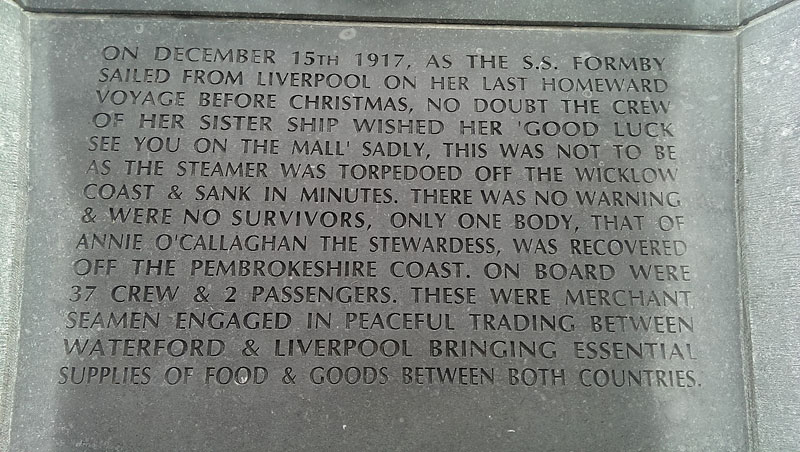 ON DECEMBER 15TH 1917, AS THE S.S. FORMBY
SAILED FROM LIVERPOOL ON HER LAST HOMEWARD
VOYAGE BEFORE CHRISTMAS, NO DOUBT THE CREW
OF HER SISTER SHIP WISHED HER 'GOOD LUCK
SEE YOU ON THE MALL' SADLY, THIS WAS NOT TO BE
AS THE STEAMER WAS TORPEDOED OFF THE WICKLOW
COAST & SANK IN MINUTES. THERE WAS NO WARNING
& WERE NO SURVIVORS, ONLY ONE BODY, THAT OF
ANNIE O'CALLAGHAN THE STEWARDESS, WAS RECOVERED
OFF THE PEMBROKESHIRE COAST. ON BOARD WERE
37 CREW & 2 PASSENGERS. THESE WERE MERCHANT
SEAMEN ENGAGED IN PEACEFUL TRADING BETWEEN
WATERFORD & LIVERPOOL BRINGING ESSENTIAL
SUPPLIES OF FOOD & GOODS BETWEEN BOTH COUNTRIES.